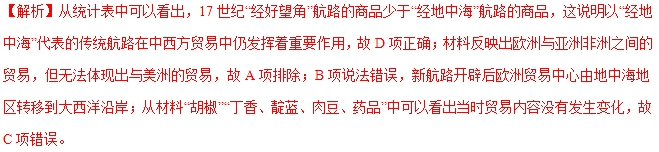 【解析】从统计表中可以看出，17 世纪“经好望角”航路的商品少于“经地中海”航路的商品，这说明以“经地
中海”代表的传统航路在中西方贸易中仍发挥着重要作用，故 D 项正确；材料反映出欧洲与亚洲非洲之间的
贸易，但无法体现出与美洲的贸易，故 A 项排除；B 项说法错误，新航路开辟后欧洲贸易中心由地中海地
区转移到大西洋沿岸；从材料“胡椒”“丁香、靛蓝、肉豆、药品”中可以看出当时贸易内容没有发生变化，故
C 项错误。